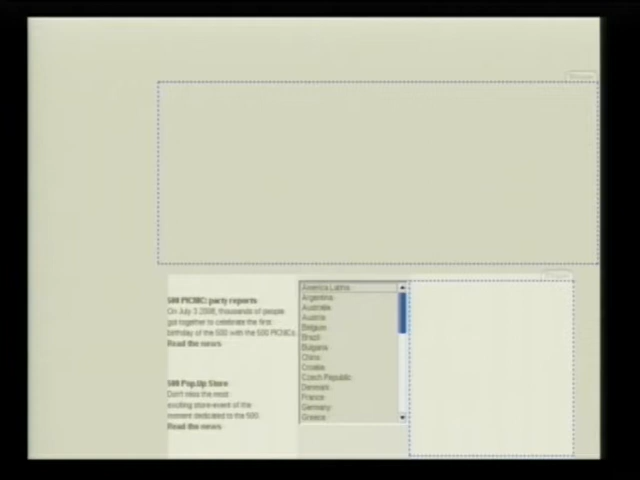 500 PICNIC: party reports
On July 3 2008, thousands of people
got together to celebrate the first
birthday of the 500 with the 500 PICNICs.
Read the news
500 Pop.Up Store
Don't miss the most
exciting store-event of the
moment dedicated to the 500.
Read the news
America Latina
Argentina
Australia
Austria
Belgium
Brazil
Bulgaria
China
Croatia
Czech Republic
Denmark
France
Germany
Greece